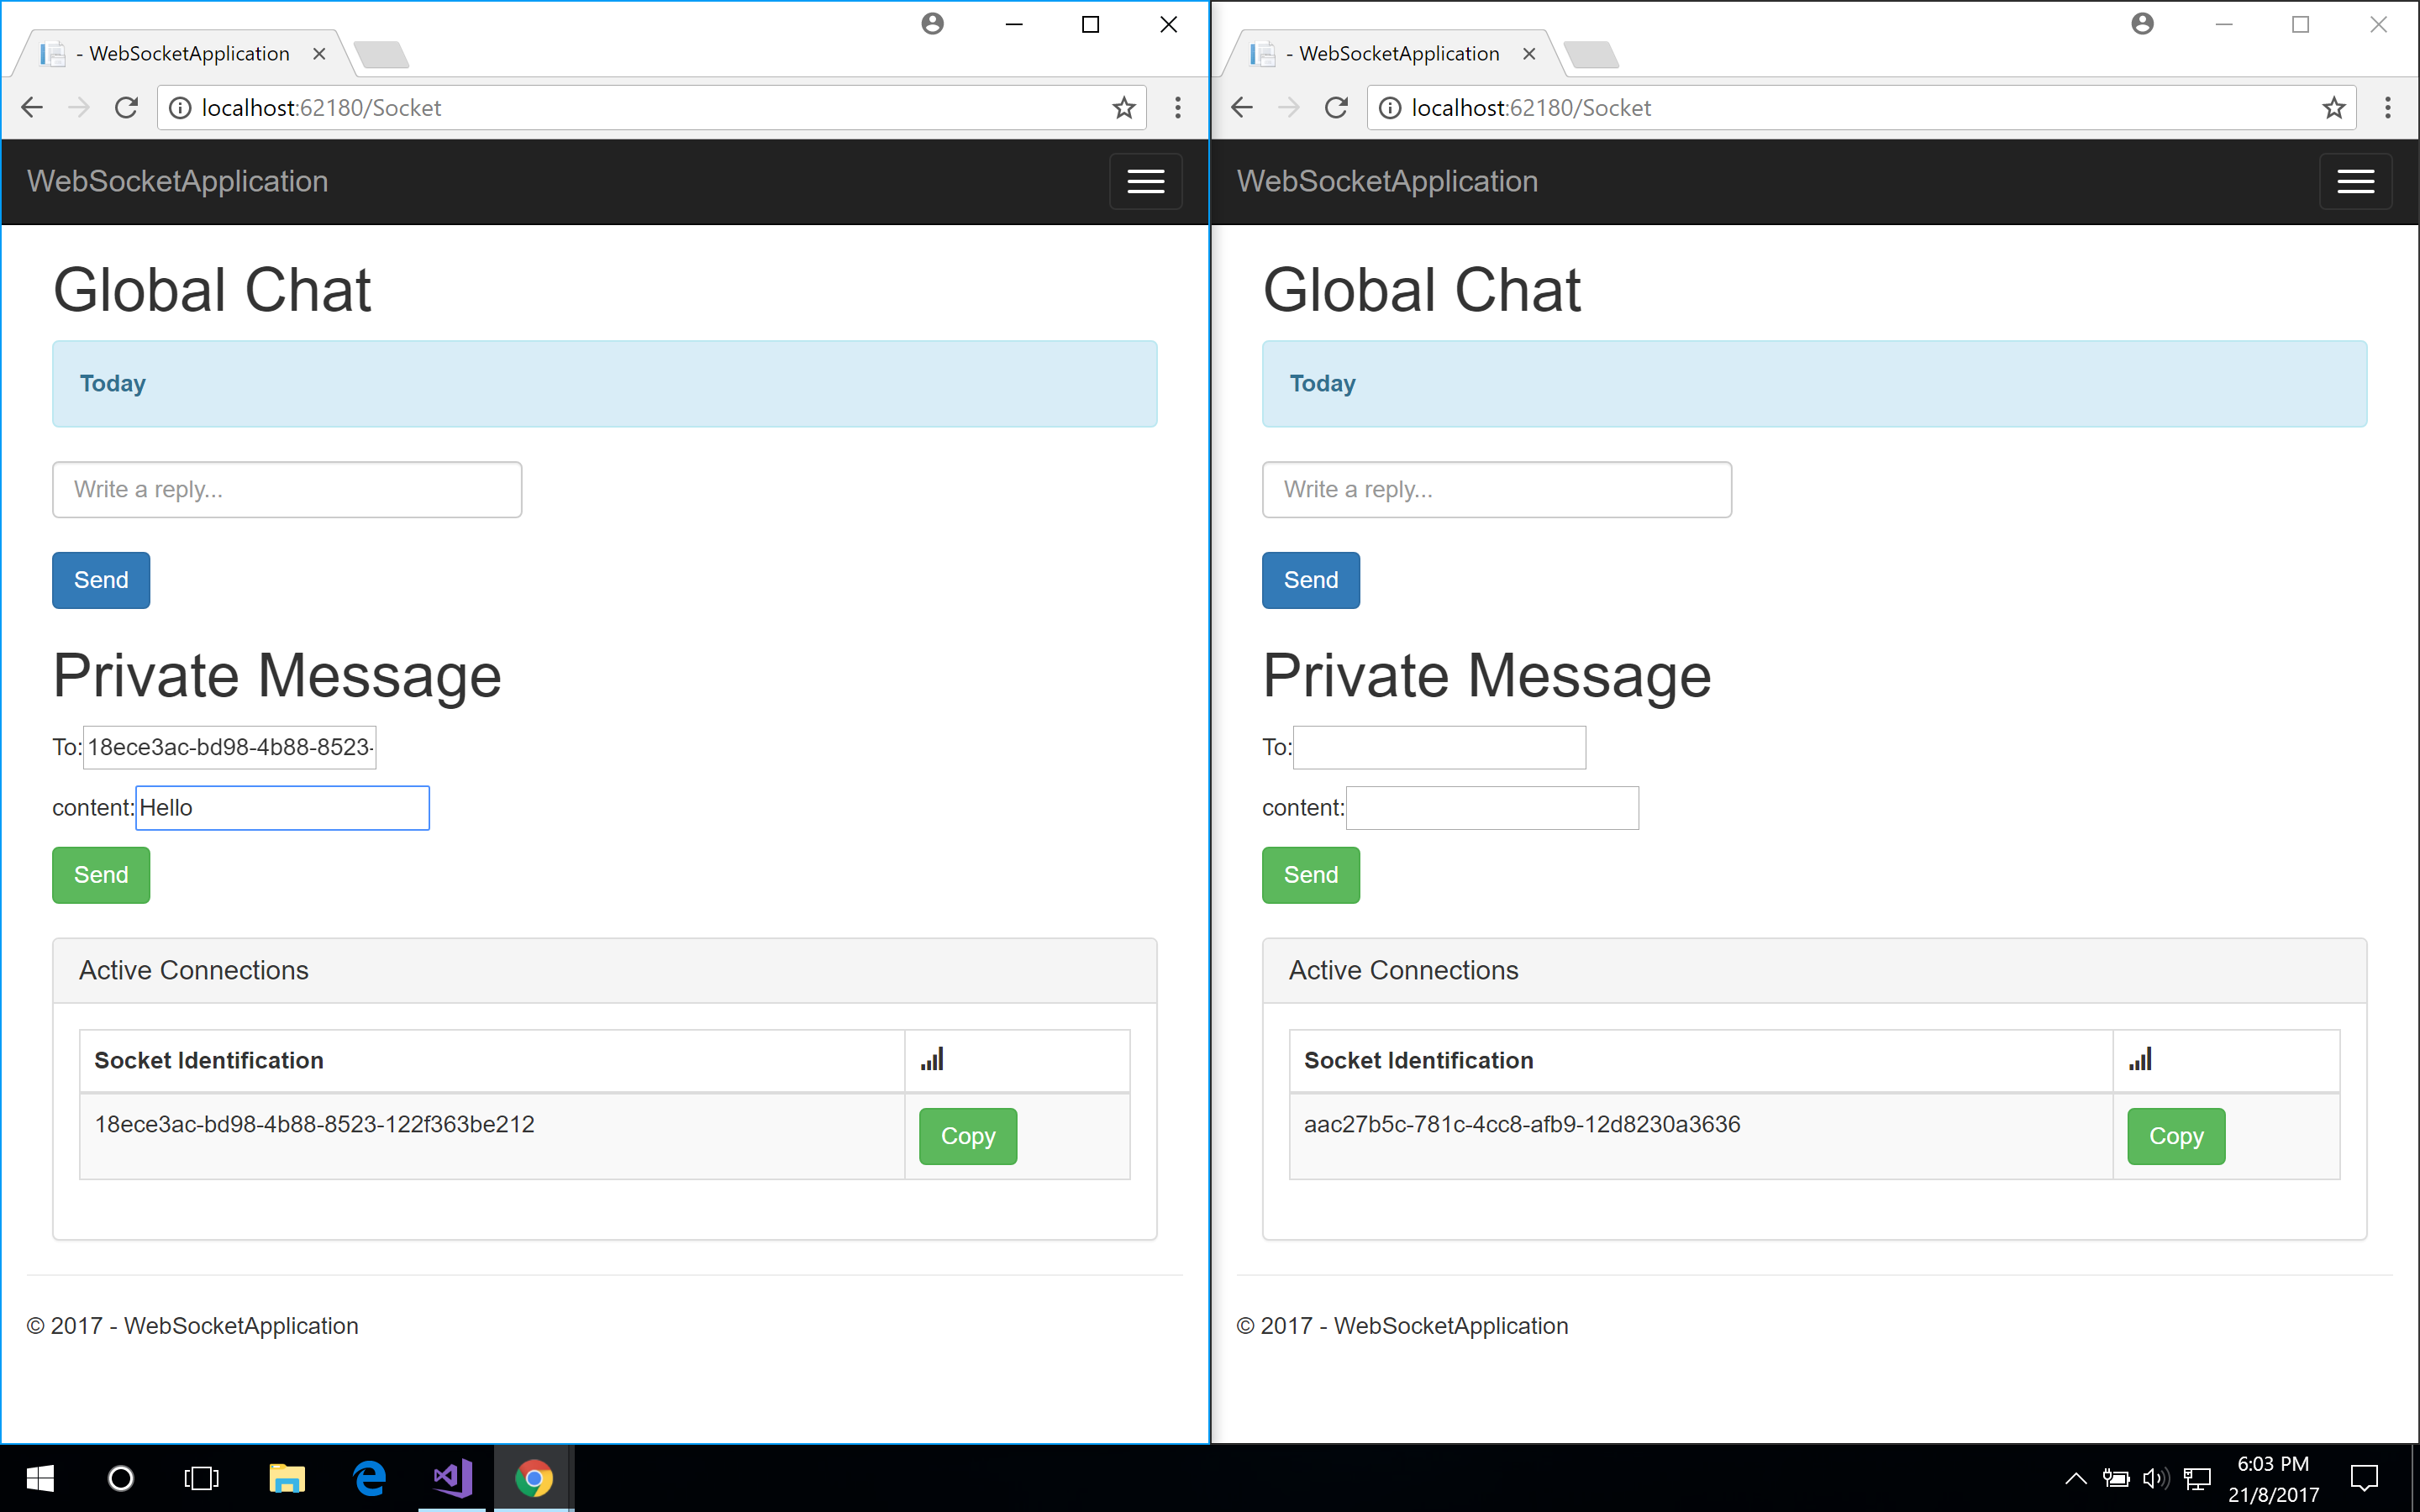 - WebSocketApplication
localhost:62180/Socket
WebSocketApplication
Global Chat
Today
Write a reply...
Send
Private Message
To:18ece3ac-bd98-4b88-8523-
content:Hello
Send
Active Connections
Socket Identification
18ece3ac-bd98-4b88-8523-122f363be212 Copy
© 2017 - WebSocketApplication
- WebSocketApplication
localhost:62180/Socket
WebSocketApplication
Global Chat
Today
Write a reply...
Send
Private Message
To:
content:
Send
Active Connections
Socket Identification
aac27b5c-781c-4cc8-afb9-12d8230a3636 Copy
© 2017 - WebSocketApplication
6:03 PM
21/8/2017